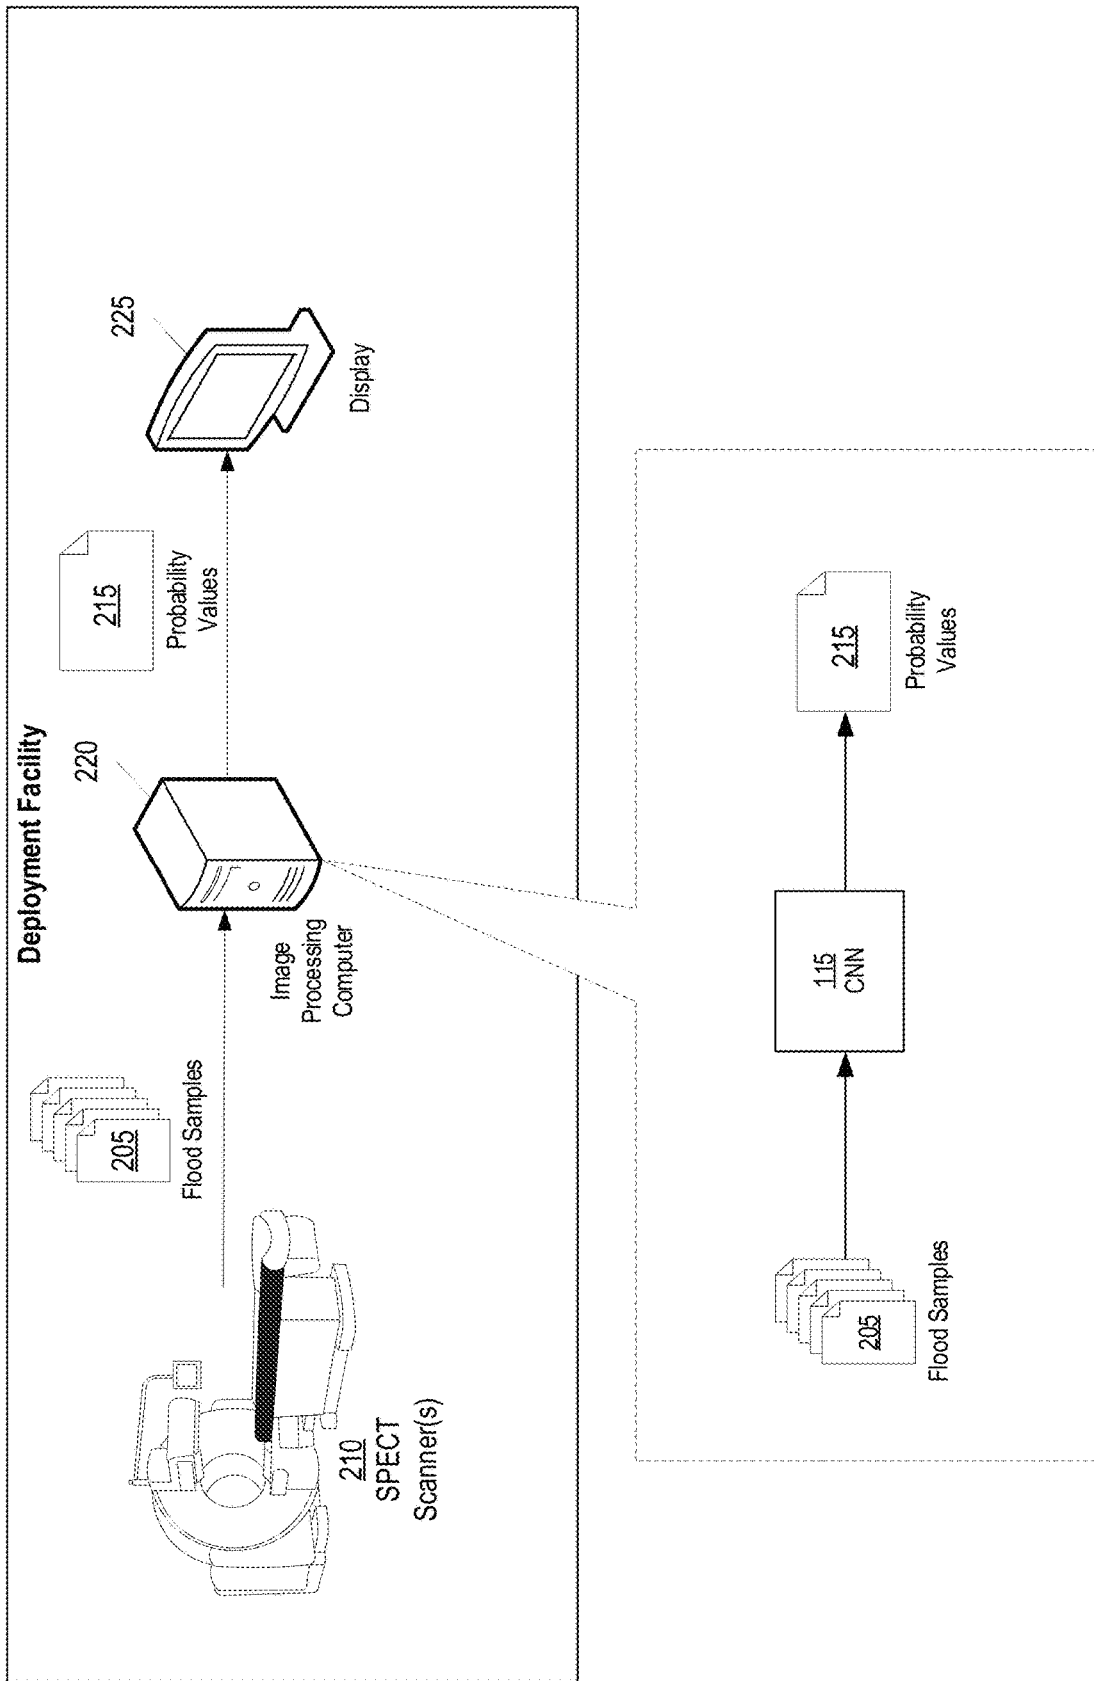 Deployment Facility
205
Flood Samples
210
SPECT
Scanner(s)
220
Image
Processing
Computer
215
Probability
Values
225
Display
205
Flood Samples
115
CNN
215
Probability
Values